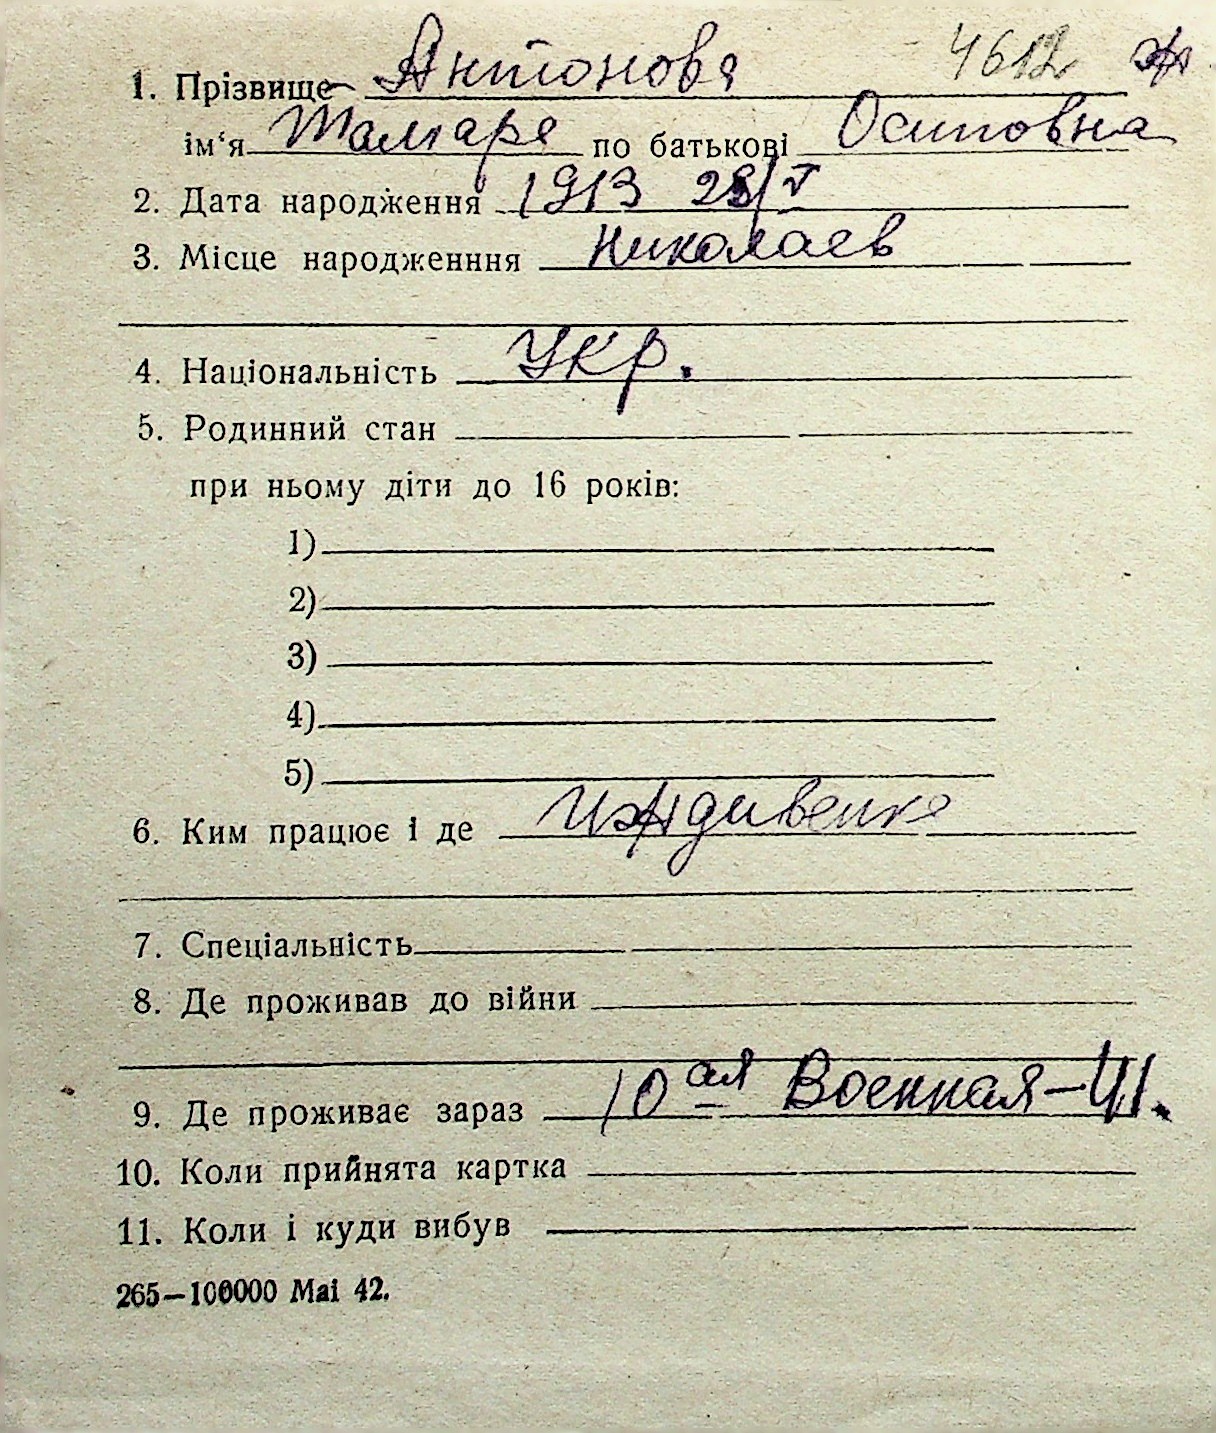 4612
1. Прізвище Антонова
ім‘я Тамара по батькові Осиповна
2. Дата народження 1913 28/V
3. Місце народженння Николаев
4. Національність Укр.
5. Родинний стан
при ньому діти до 16 років:
1)
2)
3)
4)
5)
6. Ким працює і де Иждивенка
7. Спеціальність
8. Де проживав до війни
9. Де проживає зараз 10ая Военная-41.
10. Коли прийнята картка
11. Коли і куди вибув
265—100000 Mai 42.